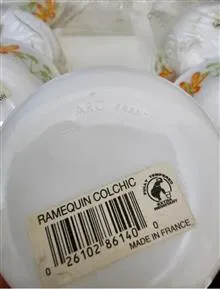 ARC FRANCE
RAMEQUIN COLCHIC
0 26102 86140 0
MADE IN FRANCE